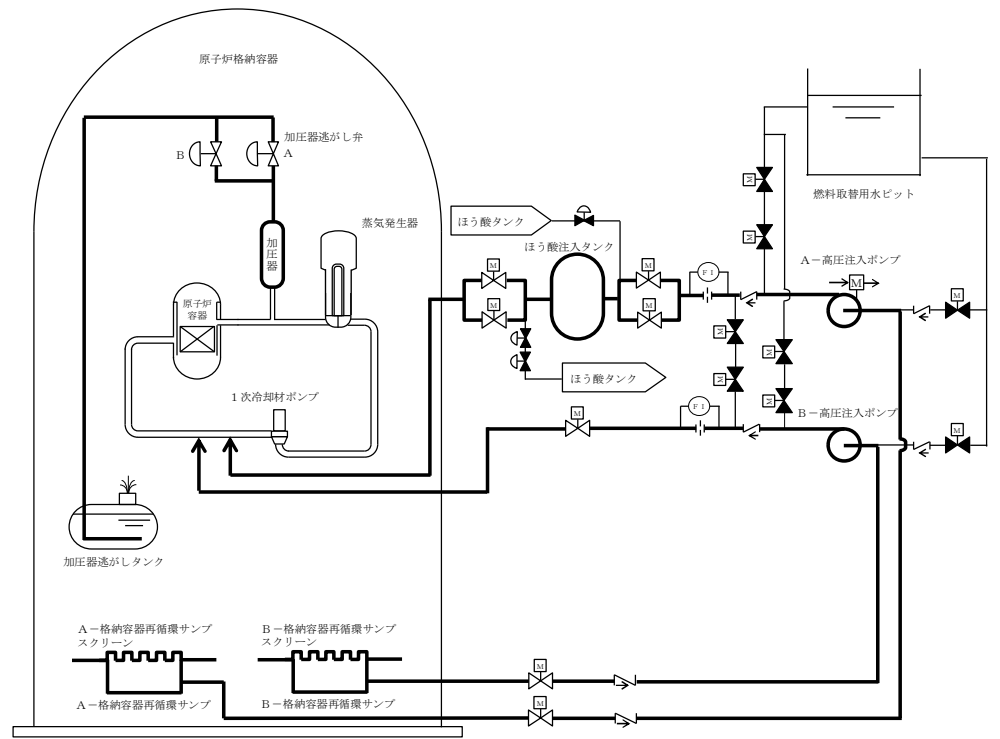 原子炉格納容器
加圧器逃がし弁
B
A
蒸気発生器
加圧器
原子炉
容器
1次冷却材ポンプ
加圧器逃がしタンク
ほう酸タンク
ほう酸注入タンク
M
M
M
M
ほう酸タンク
FI
M
M
M
M
M
M
燃料取替用水ピット
A-高圧注入ポンプ
M
M
FI
M
B-高圧注入ポンプ
M
A-格納容器再循環サンプ
スクリーン
B-格納容器再循環サンプ
スクリーン
A-格納容器再循環サンプ
B-格納容器再循環サンプ
M
M